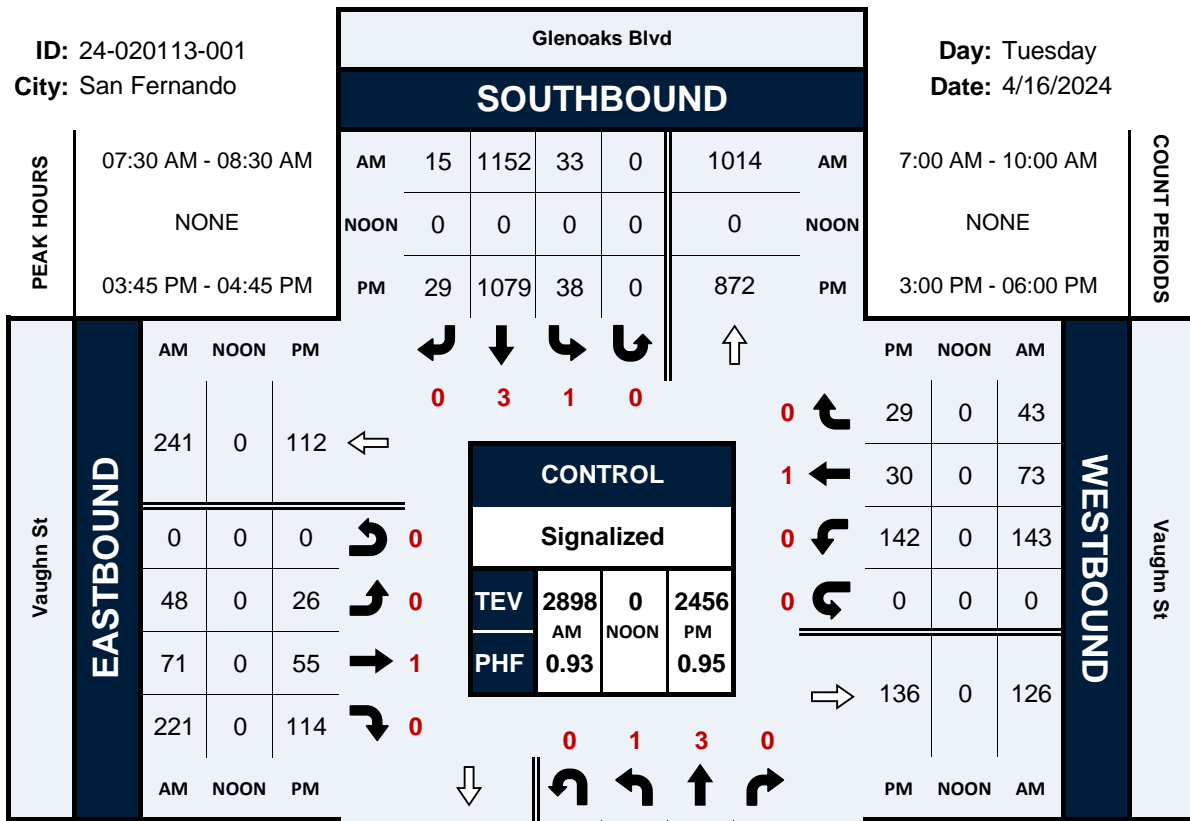 Glenoaks Blvd
ID: 24-020113-001
Day: Tuesday
City: San Fernando
Date: 4/16/2024
SOUTHBOUND
PEAK HOURS
07:30 AM - 08:30 AM
AM 15 1152 33 0 1014 AM
7:00 AM - 10:00 AM
COUNT PERIODS
NONE
NOON 0 0 0 0 0 NOON
NONE
03:45 PM - 04:45 PM
PM 29 1079 38 0 872 PM
3:00 PM - 06:00 PM
AM NOON PM
PM NOON AM
0 3 1 0
0 29 0 43
241 0 112
CONTROL
1 30 0 73
Vaughn St
EASTBOUND
0 0 0 0
Signalized
0 142 0 143
WESTBOUND
Vaughn St
48 0 26 0
TEV 2898 0 2456
AM NOON PM
0 0 0 0
71 0 55 1
PHF 0.93 0.95
136 0 126
221 0 114 0
0 1 3 0
AM NOON PM
PM NOON AM